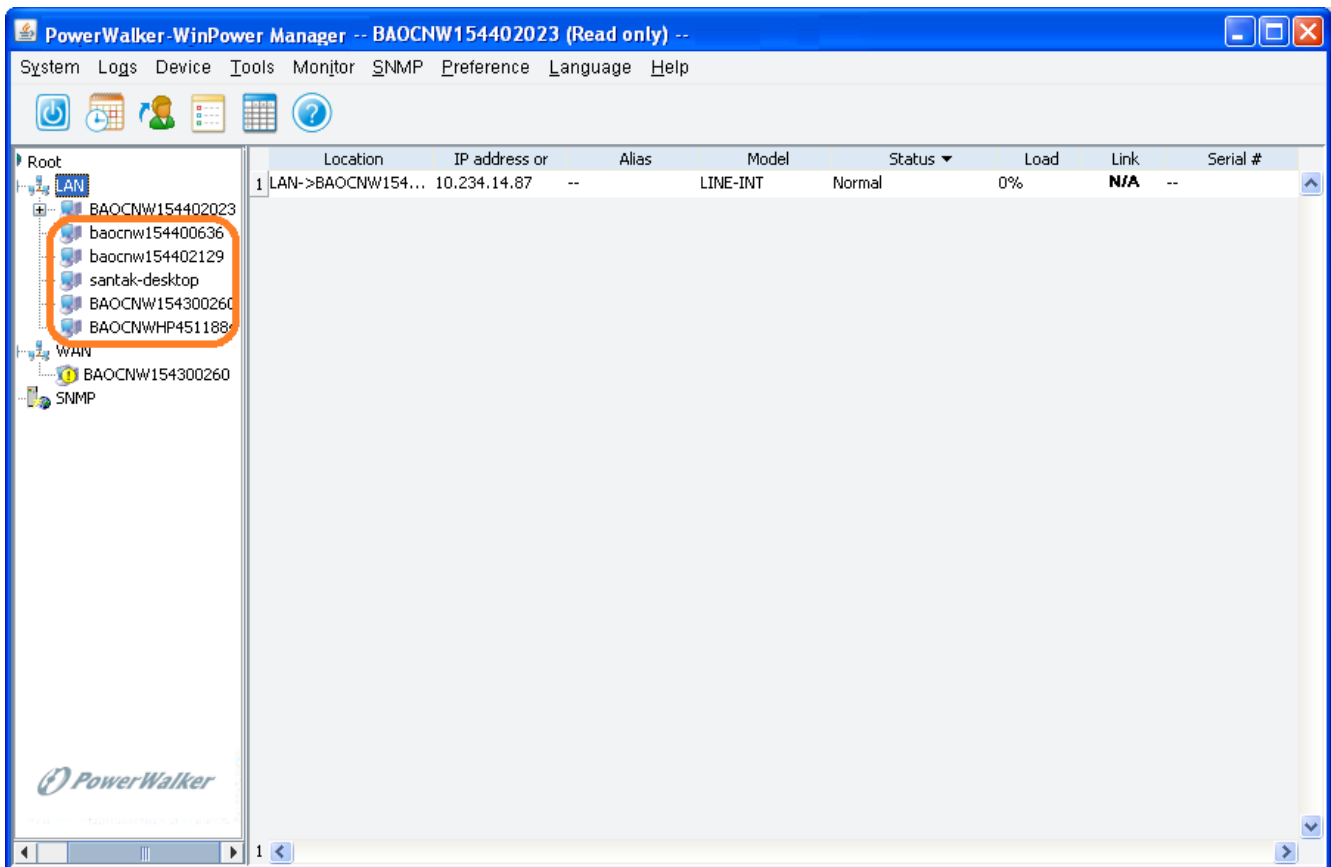 PowerWalker-WinPower Manager -- BAOCNW154402023 (Read only) --
System Logs Device Tools Monitor SNMP Preference Language Help
Root
LAN
BAOCNW154402023
baocnw154400636
baocnw154402129
santak-desktop
BAOCNW154300260
BAOCNWHP451188
WAN
BAOCNW154300260
SNMP
Location IP address or Alias Model Status Load Link Serial #
1 LAN->BAOCNW154... 10.234.14.87 -- LINE-INT Normal 0% N/A --
PowerWalker
1